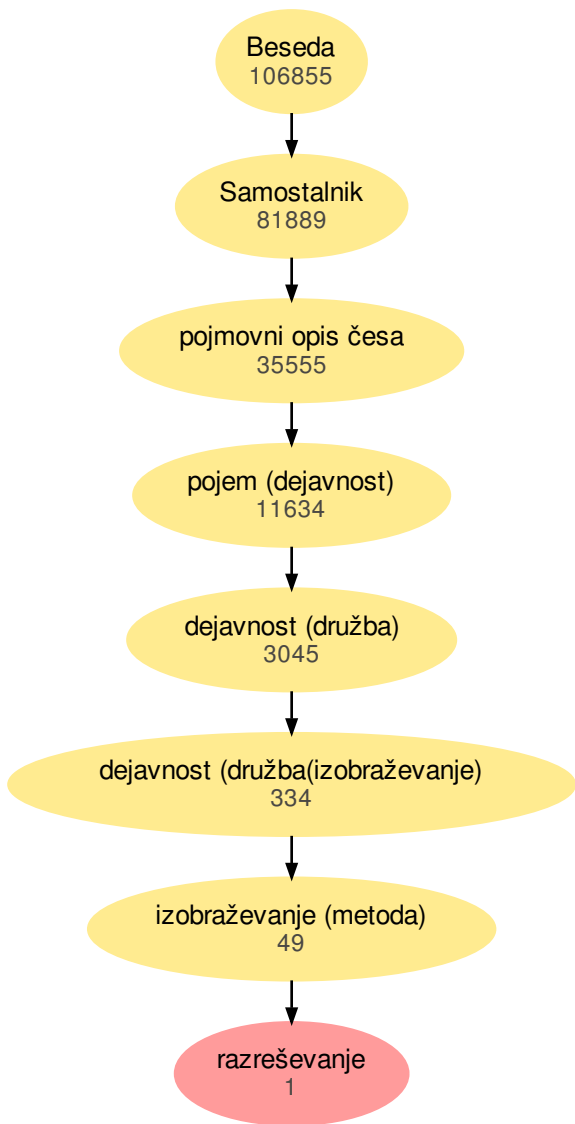 Beseda
106855
Samostalnik
81889
pojmovni opis česa
35555
pojem (dejavnost)
11634
dejavnost (družba)
3045
dejavnost (družba(izobraževanje)
334
izobraževanje (metoda)
49
razreševanje
1